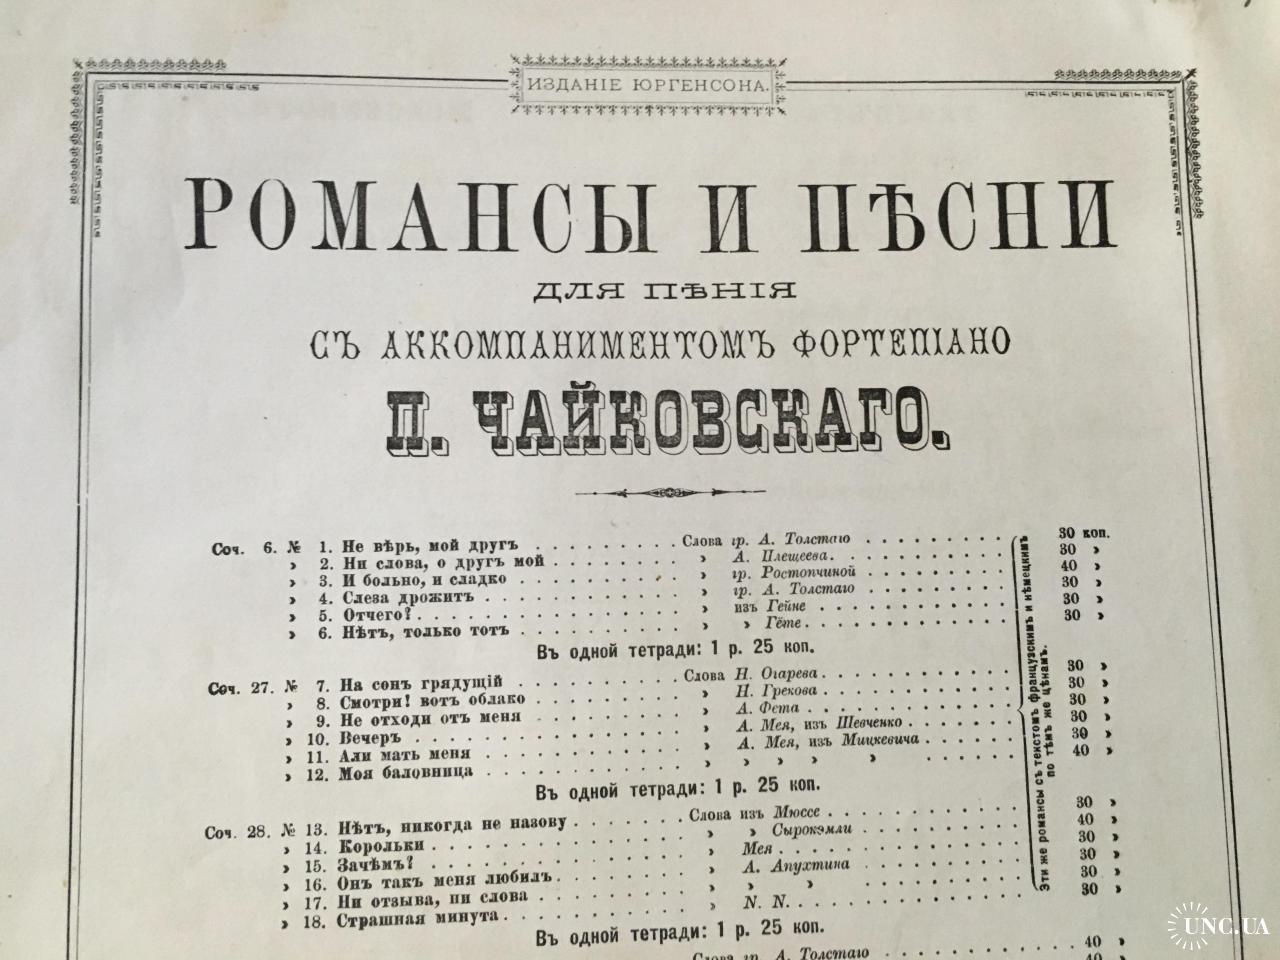 ИЗДАНІЕ ЮРГЕНСОНА.
РОМАНСЫ И ПѢСНИ
ДЛЯ ПѢНІЯ
СЪ АККОМПАНИМЕНТОМЪ ФОРТЕПІАНО
П. ЧАЙКОВСКАГО.
Соч. 6. № 1. Не вѣрь, мой другъ . . . . . . . . . Слова гр. А. Толстаго . . . . . . . . . 30 коп.
» 2. Ни слова, о другъ мой . . . . . . . . » А. Плещеева. . . . . . . . . . 30 »
» 3. И больно, и сладко . . . . . . . . . . » гр. Ростопчиной . . . . . . . . 40 »
» 4. Слеза дрожитъ . . . . . . . . . . . . » гр. А. Толстаго . . . . . . . . 30 »
» 5. Отчего? . . . . . . . . . . . . . . . » изъ Гейне . . . . . . . . . . . 30 »
» 6. Нѣтъ, только тотъ . . . . . . . . . . » » Гёте. . . . . . . . . . . . 30 »
Въ одной тетради: 1 р. 25 коп.
Соч. 27. № 7. На сонъ грядущій . . . . . . . . . . Слова Н. Огарева. . . . . . . . . . . 30 »
» 8. Смотри! вотъ облако . . . . . . . . . » Н. Грекова. . . . . . . . . . . 30 »
» 9. Не отходи отъ меня . . . . . . . . . » А. Фета . . . . . . . . . . . . 30 »
» 10. Вечеръ . . . . . . . . . . . . . . . » А. Мея, изъ Шевченко . . . . . . 30 »
» 11. Али мать меня . . . . . . . . . . . . » А. Мея, изъ Мицкевича . . . . . 30 »
» 12. Моя баловница . . . . . . . . . . . . » » » » » . . . . . 40 »
Въ одной тетради: 1 р. 25 коп.
Соч. 28. № 13. Нѣтъ, никогда не назову . . . . . . . Слова изъ Мюссе . . . . . . . . . . . 30 »
» 14. Корольки . . . . . . . . . . . . . . » » Сырокэмли . . . . . . . . . 40 »
» 15. Зачѣмъ? . . . . . . . . . . . . . . . » Мея . . . . . . . . . . . . . . 30 »
» 16. Онъ такъ меня любилъ. . . . . . . . . » А. Апухтина . . . . . . . . . . 30 »
» 17. Ни отзыва, ни слова . . . . . . . . . » » » . . . . . . . . . . 30 »
» 18. Страшная минута . . . . . . . . . . . » N. N. . . . . . . . . . . . . . 30 »
Въ одной тетради: 1 р. 25 коп.
Слова гр. А. Толстаго . . . . . . . . . 40 »
40 »
Эти же романсы съ текстомъ французскимъ и нѣмецкимъ
по тѣмъ же цѣнамъ.
UNC.UA